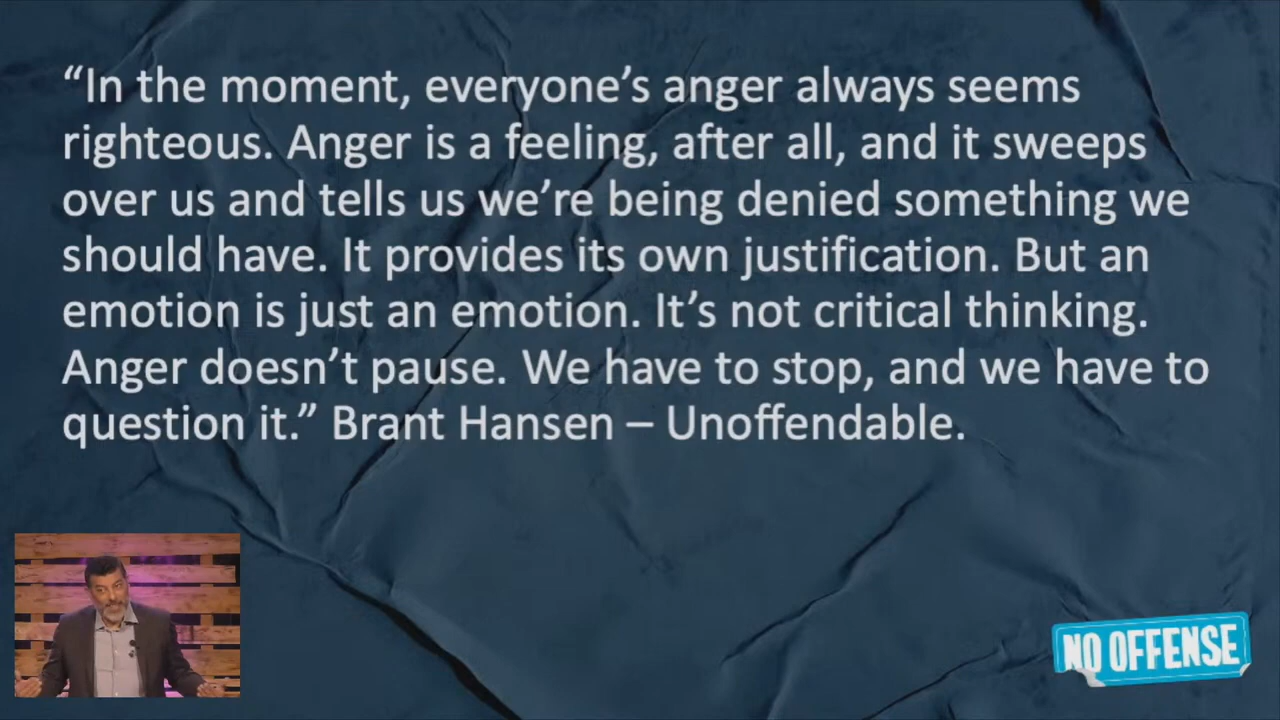 “In the moment, everyone’s anger always seems
righteous. Anger is a feeling, after all, and it sweeps
over us and tells us we’re being denied something we
should have. It provides its own justification. But an
emotion is just an emotion. It’s not critical thinking.
Anger doesn’t pause. We have to stop, and we have to
question it.” Brant Hansen – Unoffendable.
NO OFFENSE